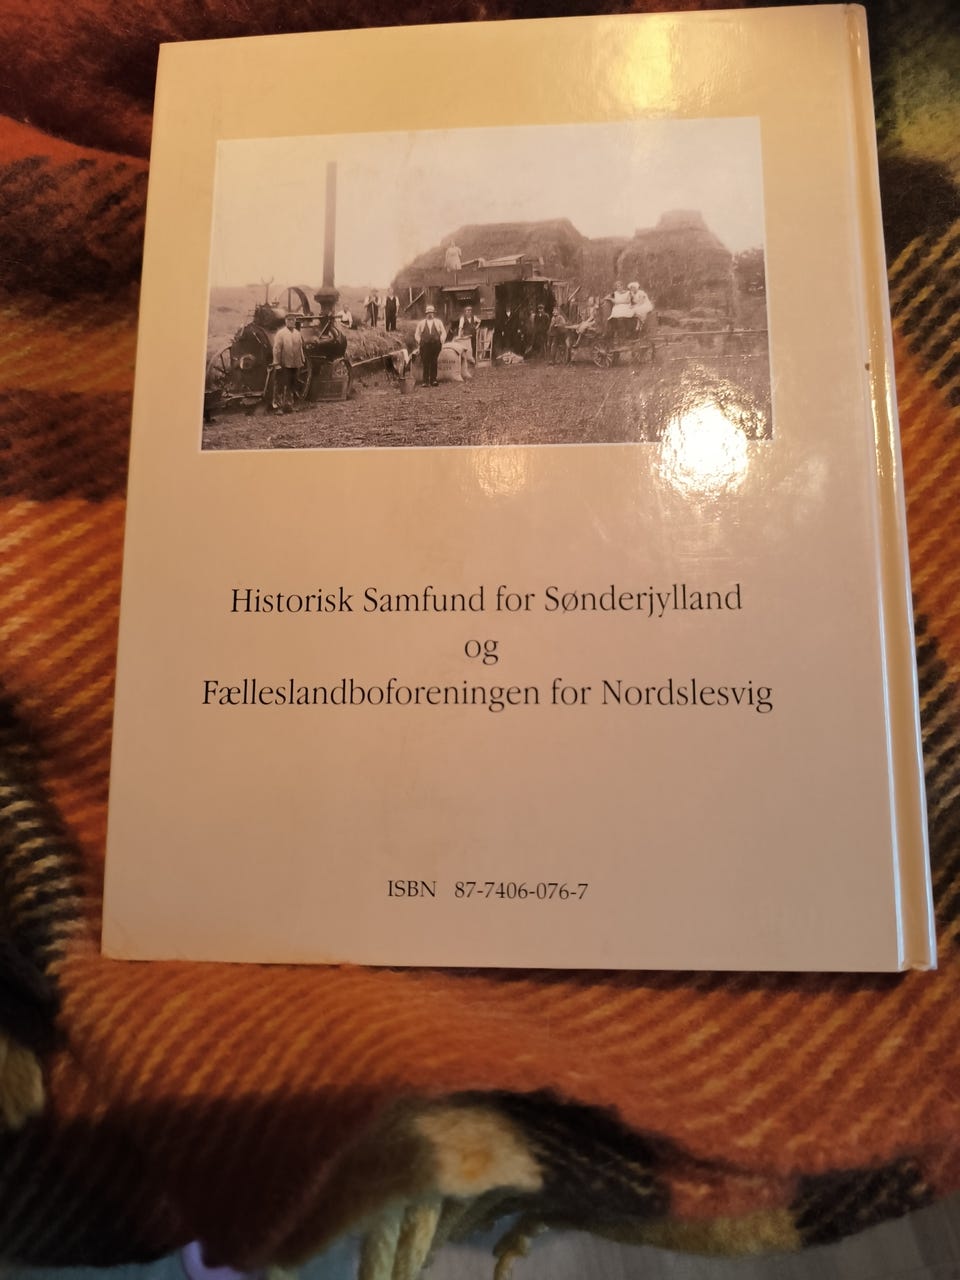 Historisk Samfund for Sønderjylland
og
Fælleslandboforeningen for Nordslesvig
ISBN 87-7406-076-7